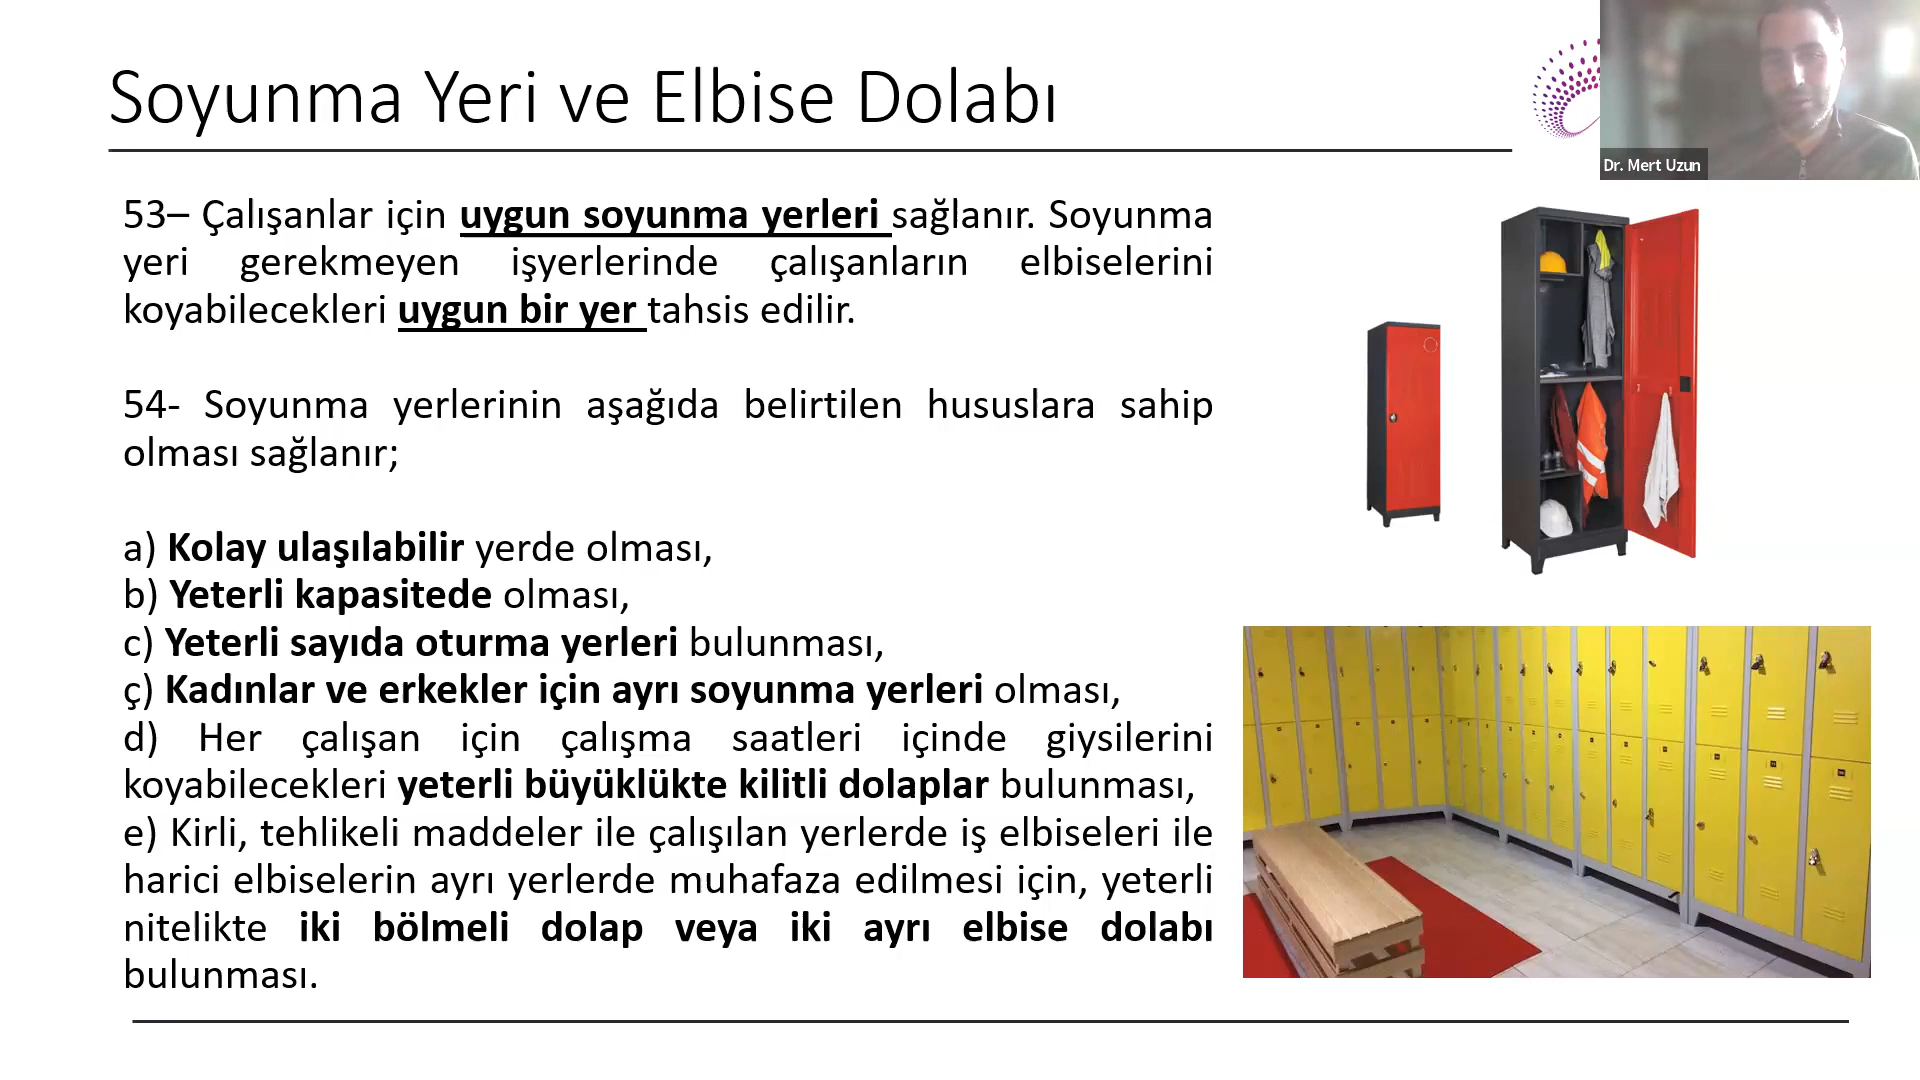 Soyunma Yeri ve Elbise Dolabı
Dr. Mert Uzun
53– Çalışanlar için uygun soyunma yerleri sağlanır. Soyunma
yeri gerekmeyen işyerlerinde çalışanların elbiselerini
koyabilecekleri uygun bir yer tahsis edilir.
54- Soyunma yerlerinin aşağıda belirtilen hususlara sahip
olması sağlanır;
a) Kolay ulaşılabilir yerde olması,
b) Yeterli kapasitede olması,
c) Yeterli sayıda oturma yerleri bulunması,
ç) Kadınlar ve erkekler için ayrı soyunma yerleri olması,
d) Her çalışan için çalışma saatleri içinde giysilerini
koyabilecekleri yeterli büyüklükte kilitli dolaplar bulunması,
e) Kirli, tehlikeli maddeler ile çalışılan yerlerde iş elbiseleri ile
harici elbiselerin ayrı yerlerde muhafaza edilmesi için, yeterli
nitelikte iki bölmeli dolap veya iki ayrı elbise dolabı
bulunması.